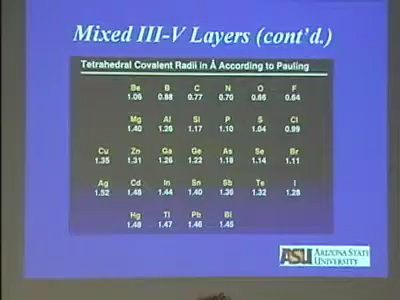 Mixed III-V Layers (cont'd.)
Tetrahedral Covalent Radii in Å According to Pauling
Be B C N O F
1.06 0.88 0.77 0.70 0.66 0.64
Mg Al Si P S Cl
1.40 1.26 1.17 1.10 1.04 0.99
Cu Zn Ga Ge As Se Br
1.35 1.31 1.26 1.22 1.18 1.14 1.11
Ag Cd In Sn Sb Te I
1.52 1.48 1.44 1.40 1.36 1.32 1.28
Hg Tl Pb Bi
1.48 1.47 1.46 1.45
ASU ARIZONA STATE
UNIVERSITY